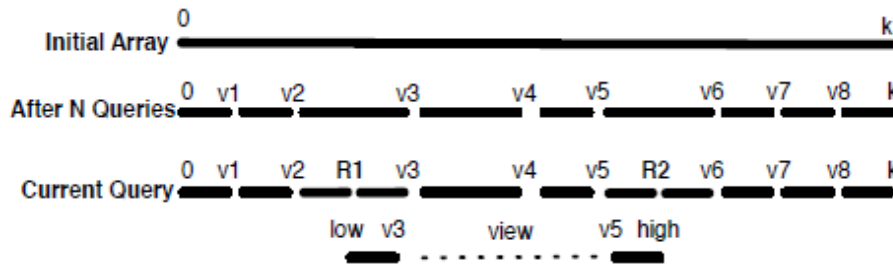 0 k
Initial Array
0 v1 v2 v3 v4 v5 v6 v7 v8 k
After N Queries
0 v1 v2 R1 v3 v4 v5 R2 v6 v7 v8 k
Current Query
low v3 view v5 high